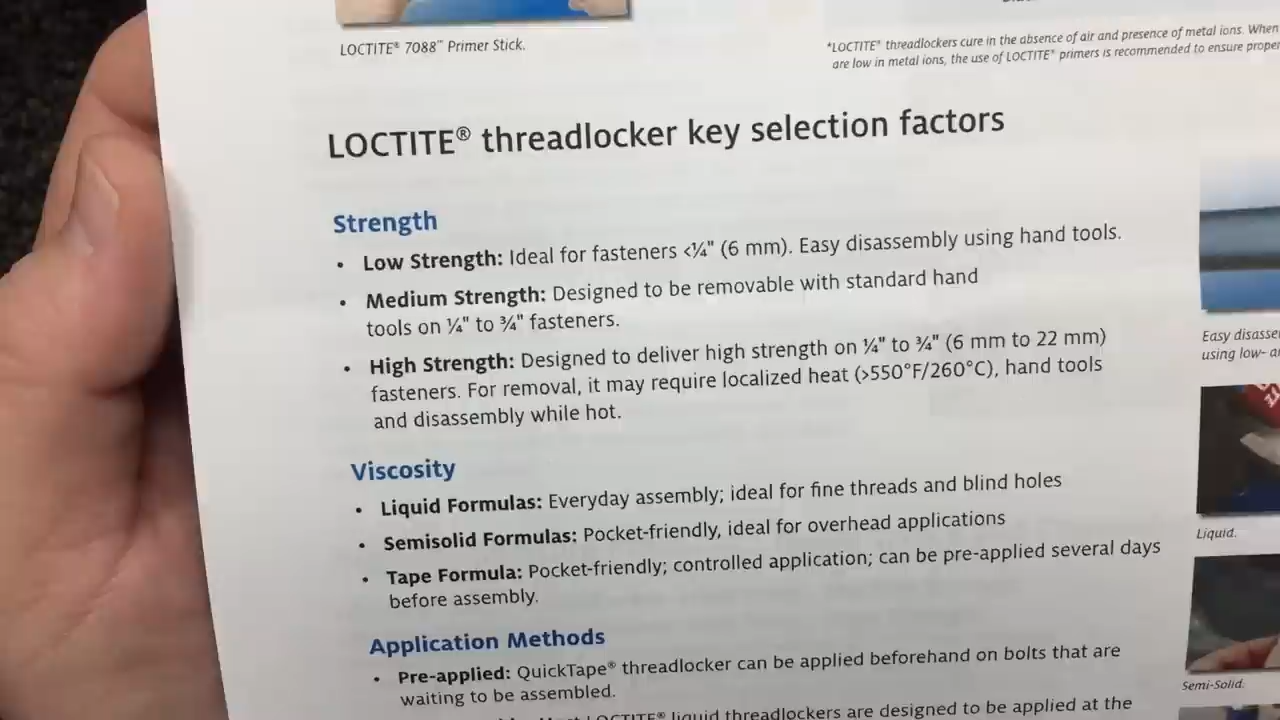 LOCTITE® 7088™ Primer Stick.
*LOCTITE® threadlockers cure in the absence of air and presence of metal ions. When
are low in metal ions, the use of LOCTITE® primers is recommended to ensure
LOCTITE® threadlocker key selection factors
Strength
• Low Strength: Ideal for fasteners <¼" (6 mm). Easy disassembly using hand tools.
• Medium Strength: Designed to be removable with standard hand
tools on ¼" to ¾" fasteners.
• High Strength: Designed to deliver high strength on ¼" to ¾" (6 mm to 22 mm)
fasteners. For removal, it may require localized heat (>550°F/260°C), hand tools
and disassembly while hot.
Easy
using low-
Viscosity
• Liquid Formulas: Everyday assembly; ideal for fine threads and blind holes
• Semisolid Formulas: Pocket-friendly, ideal for overhead applications
• Tape Formula: Pocket-friendly; controlled application; can be pre-applied several days
before assembly.
Liquid.
Application Methods
• Pre-applied: QuickTape® threadlocker can be applied beforehand on bolts that are
waiting to be assembled.
LOCTITE® liquid threadlockers are designed to be applied at the
Semi-Solid.